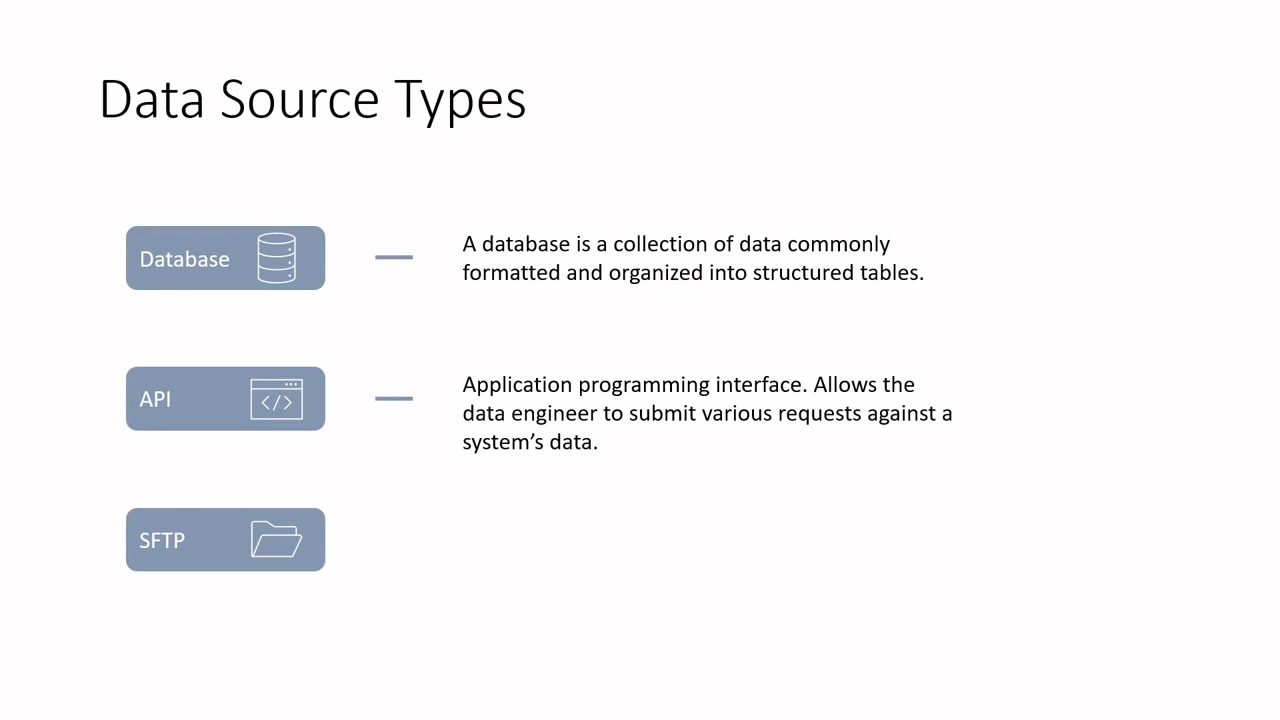 Data Source Types
Database
A database is a collection of data commonly
formatted and organized into structured tables.
API
</>
Application programming interface. Allows the
data engineer to submit various requests against a
system’s data.
SFTP